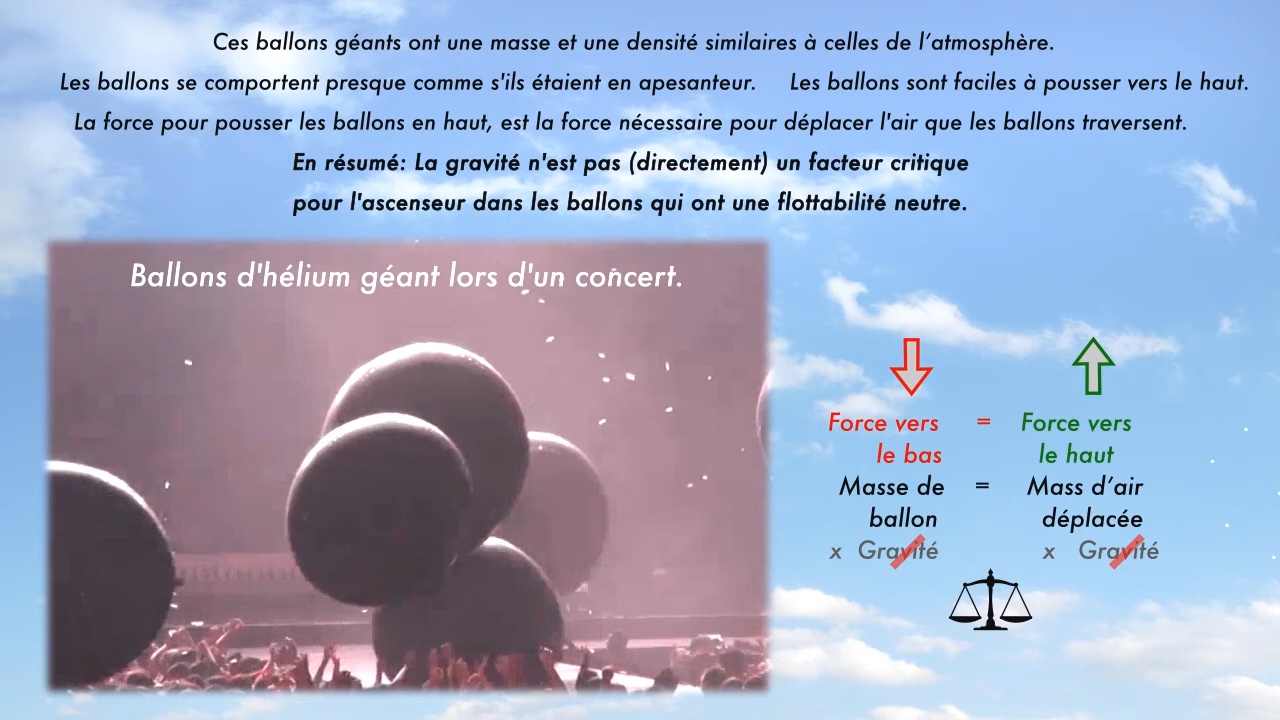 Ces ballons géants ont une masse et une densité similaires à celles de l’atmosphère.
Les ballons se comportent presque comme s'ils étaient en apesanteur. Les ballons sont faciles à pousser vers le haut.
La force pour pousser les ballons en haut, est la force nécessaire pour déplacer l'air que les ballons traversent.
En résumé: La gravité n'est pas (directement) un facteur critique
pour l'ascenseur dans les ballons qui ont une flottabilité neutre.
Ballons d'hélium géant lors d'un concert.
Force vers = Force vers
le bas le haut
Masse de = Mass d’air
ballon déplacée
x Gravité x Gravité